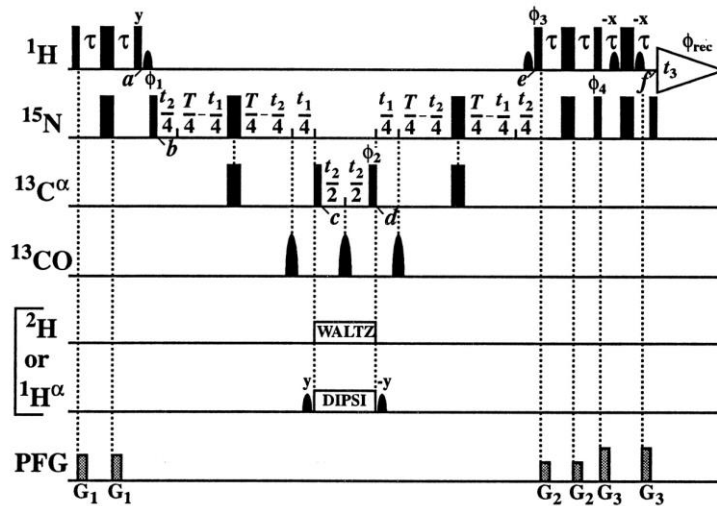 y ϕ3 -x -x
1H τ τ τ τ τ τ ϕrec
a ϕ1 e f t3
15N t2/4 T/4 - t1/4 T/4 - t2/4 t1/4 t1/4 T/4 - t2/4 T/4 - t1/4 t2/4 ϕ4
b
13Cα t2/2 t2/2 ϕ2
c d
13CO
2H WALTZ
or
1Hα y DIPSI -y
PFG
G1 G1 G2 G2 G3 G3